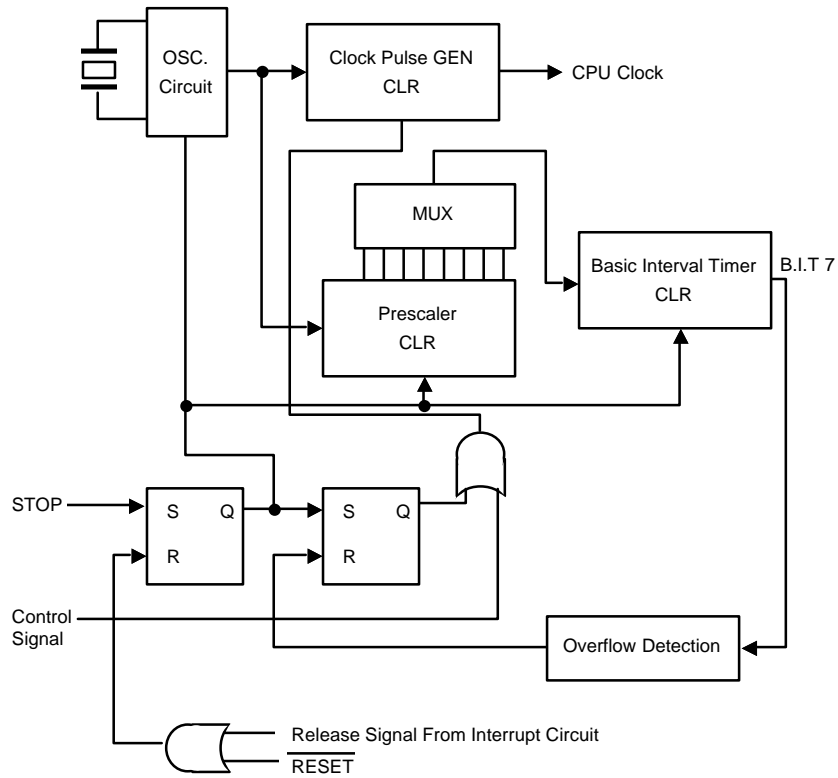 OSC.
Circuit
Clock Pulse GEN
CLR
CPU Clock
MUX
Basic Interval Timer
CLR
B.I.T 7
Prescaler
CLR
STOP
S Q
R
S Q
R
Control
Signal
Overflow Detection
Release Signal From Interrupt Circuit
RESET